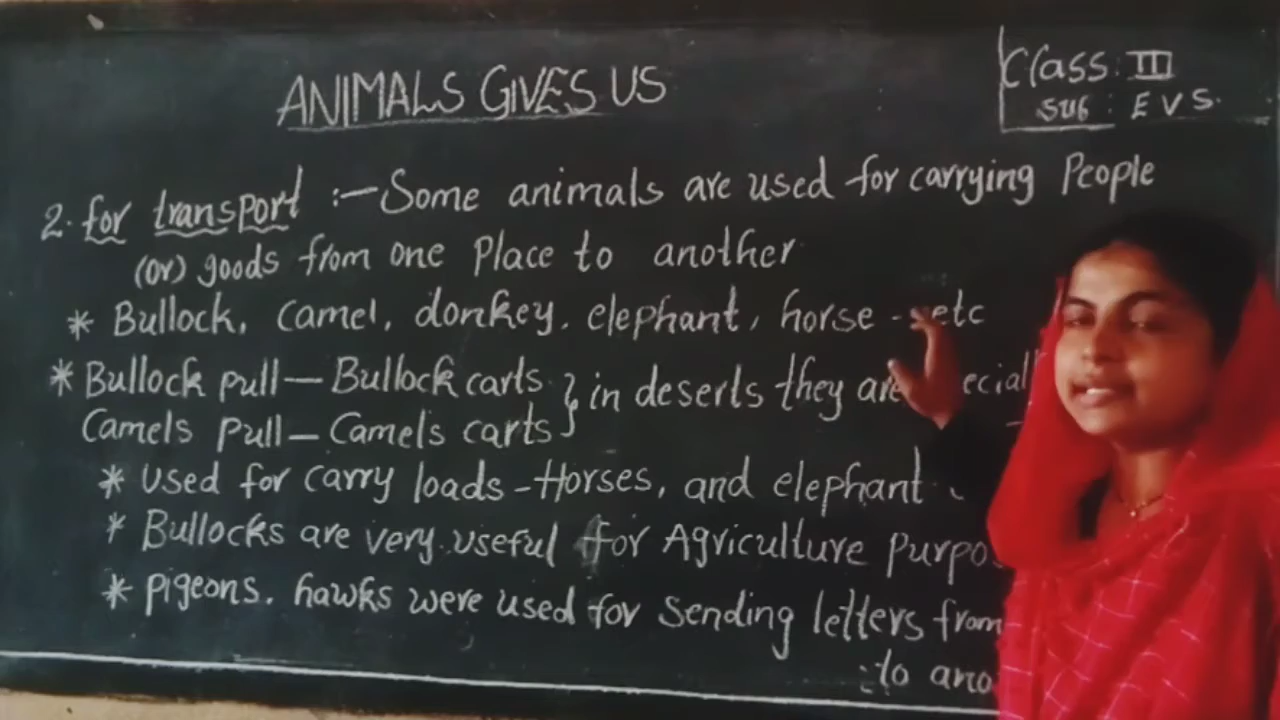 ANIMALS GIVES US
Class: III
SUB: EVS.
2. for transport :- Some animals are used for carrying People
(or) goods from one Place to another
* Bullock, Camel, donkey, elephant, horse - etc
* Bullock pull - Bullock carts } in deserts they are
Camels pull - Camels carts
* used for carry loads - Horses, and elephant
* Bullocks are very useful for Agriculture
* pigeons. hawks were used for sending letters from
to